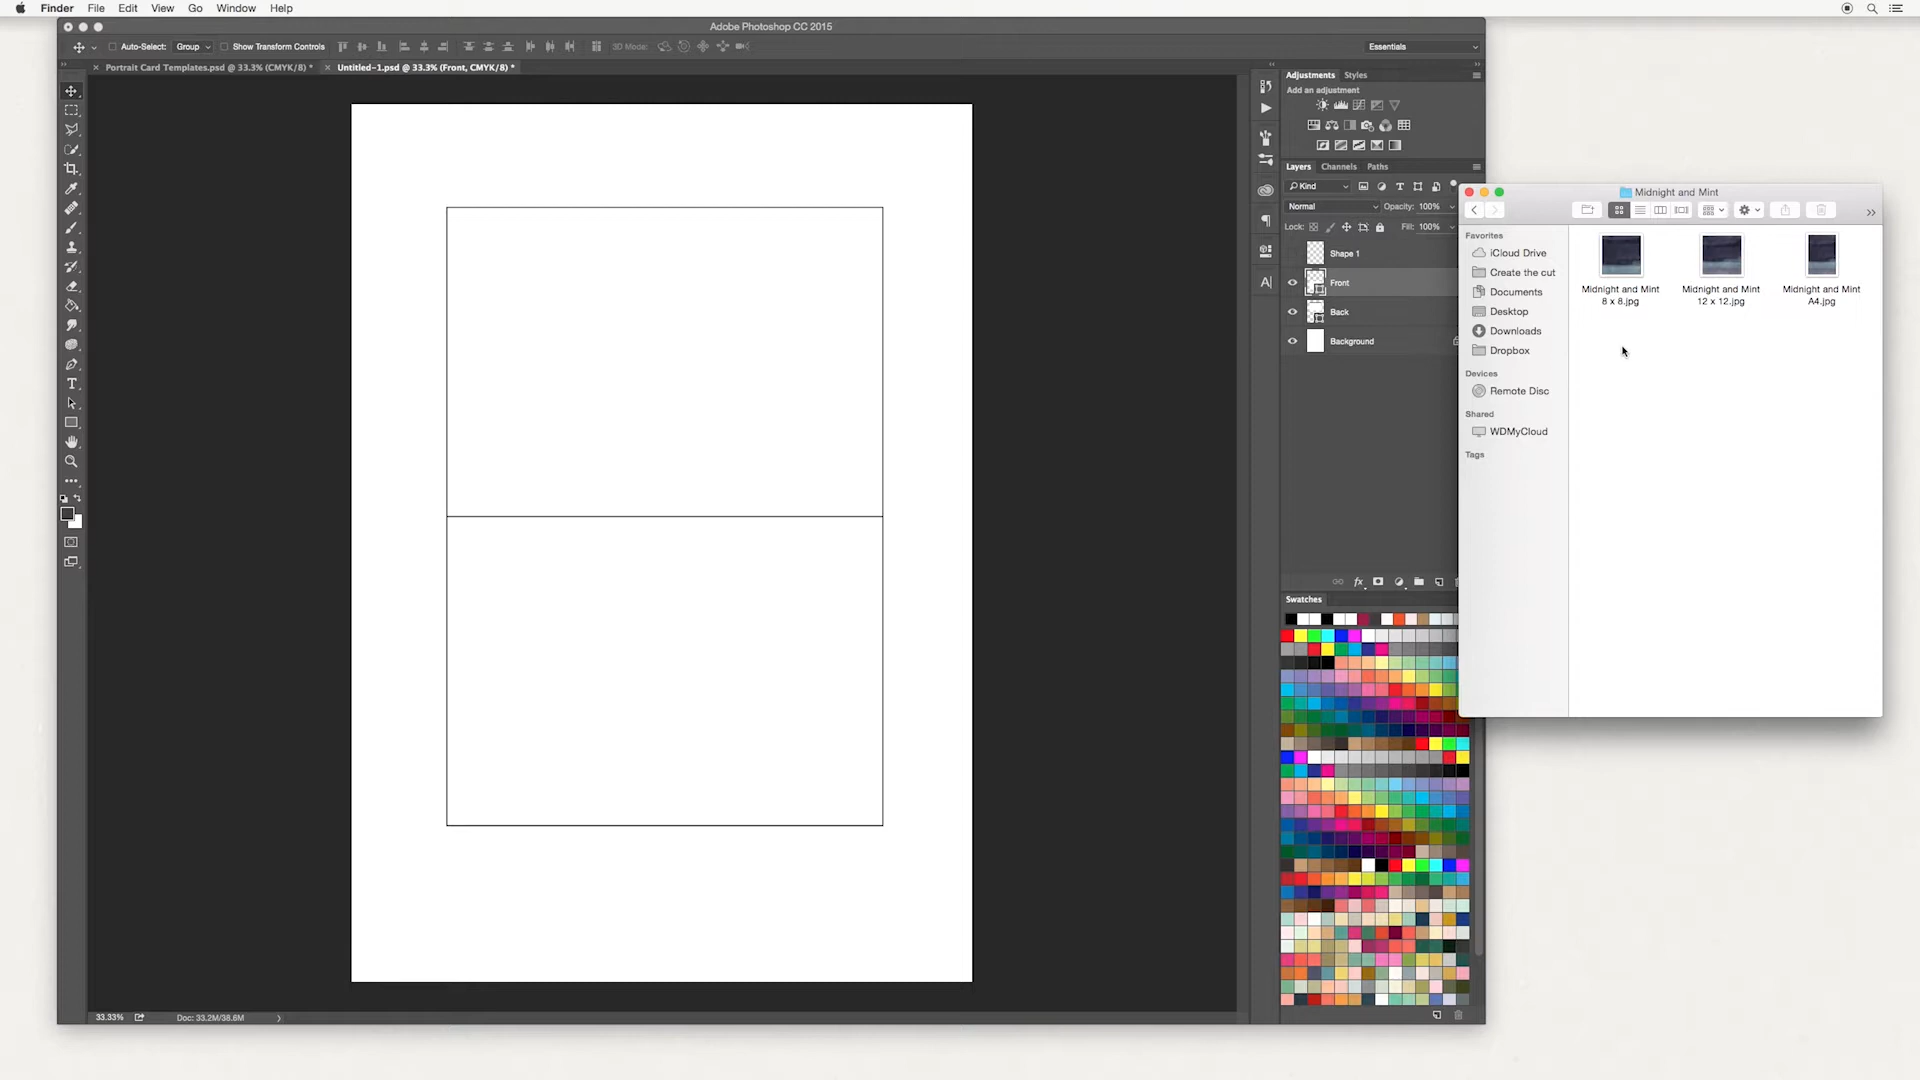 Finder File Edit View Go Window Help
Adobe Photoshop CC 2015
Auto-Select: Group Show Transform Controls 3D Mode: Essentials
Portrait Card Templates.psd @ 33.3% (CMYK/8) * Untitled-1.psd @ 33.3% (Front, CMYK/8) *
Adjustments Styles
Add an adjustment
Layers Channels Paths
Kind
Normal Opacity: 100%
Lock: Fill: 100%
Shape 1
Front
Back
Background
Swatches
33.33% Doc: 33.2M/38.6M
Midnight and Mint
Favorites
iCloud Drive
Create the cut
Documents
Desktop
Downloads
Dropbox
Devices
Remote Disc
Shared
WDMyCloud
Tags
Midnight and Mint
8 x 8.jpg
Midnight and Mint
12 x 12.jpg
Midnight and Mint
A4.jpg